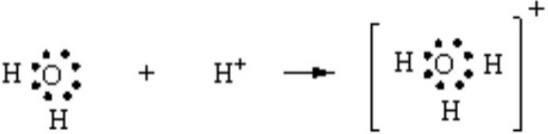 H O + H⁺ → [H O H]⁺
H H